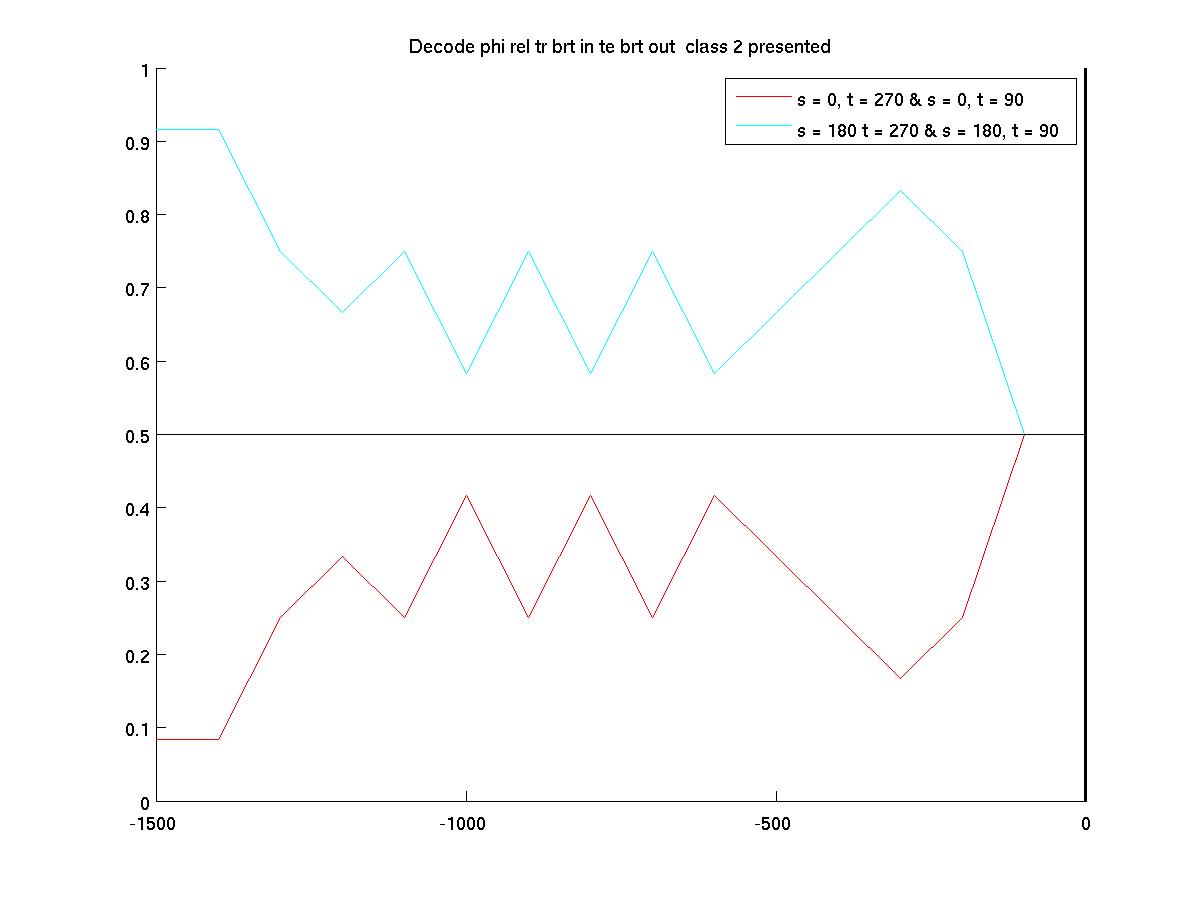 Decode phi rel tr brt in te brt out  class 2 presented
s = 0, t = 270 & s = 0, t = 90
s = 180 t = 270 & s = 180, t = 90
1
0.9
0.8
0.7
0.6
0.5
0.4
0.3
0.2
0.1
0
-1500 -1000 -500 0